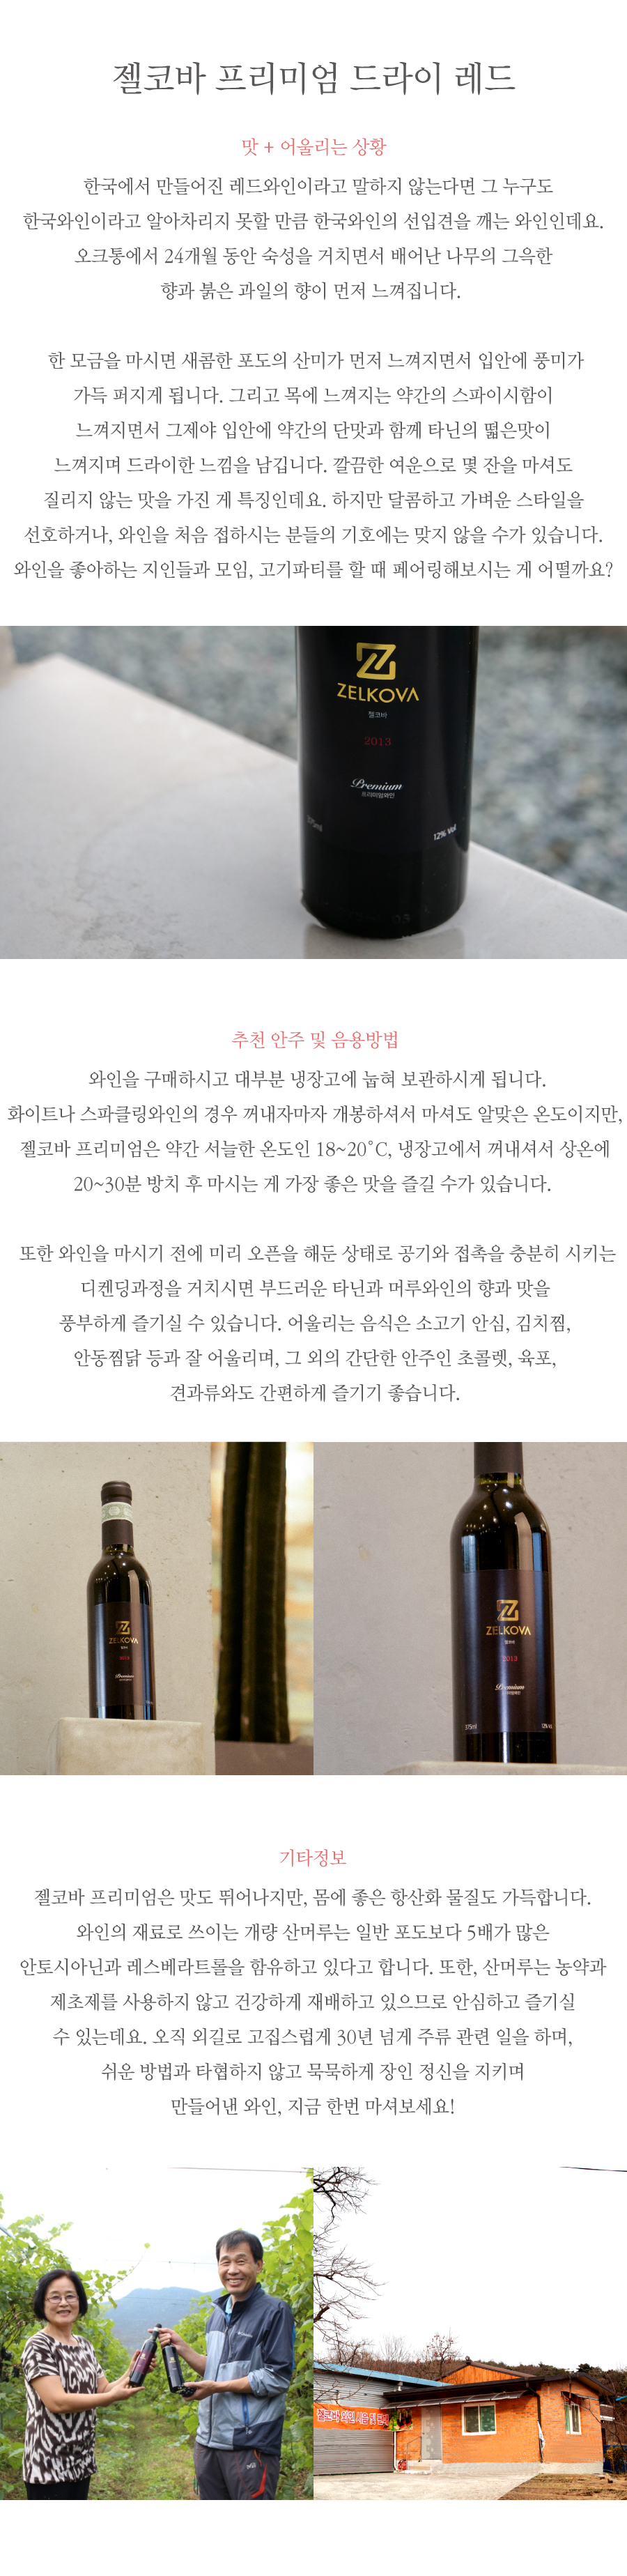 젤코바 프리미엄 드라이 레드
맛 + 어울리는 상황
한국에서 만들어진 레드와인이라고 말하지 않는다면 그 누구도
한국와인이라고 알아차리지 못할 만큼 한국와인의 선입견을 깨는 와인인데요.
오크통에서 24개월 동안 숙성을 거치면서 배어난 나무의 그윽한
향과 붉은 과일의 향이 먼저 느껴집니다.
한 모금을 마시면 새콤한 포도의 산미가 먼저 느껴지면서 입안에 풍미가
가득 퍼지게 됩니다. 그리고 목에 느껴지는 약간의 스파이시함이
느껴지면서 그제야 입안에 약간의 단맛과 함께 타닌의 떫은맛이
느껴지며 드라이한 느낌을 남깁니다. 깔끔한 여운으로 몇 잔을 마셔도
질리지 않는 맛을 가진 게 특징인데요. 하지만 달콤하고 가벼운 스타일을
선호하거나, 와인을 처음 접하시는 분들의 기호에는 맞지 않을 수가 있습니다.
와인을 좋아하는 지인들과 모임, 고기파티를 할 때 페어링해보시는 게 어떨까요?
ZELKOVA
젤코바
2013
Premium
프리미엄와인
375ml
12% Vol
추천 안주 및 음용방법
와인을 구매하시고 대부분 냉장고에 눕혀 보관하시게 됩니다.
화이트나 스파클링와인의 경우 꺼내자마자 개봉하셔서 마셔도 알맞은 온도이지만,
젤코바 프리미엄은 약간 서늘한 온도인 18~20°C, 냉장고에서 꺼내셔서 상온에
20~30분 방치 후 마시는 게 가장 좋은 맛을 즐길 수가 있습니다.
또한 와인을 마시기 전에 미리 오픈을 해둔 상태로 공기와 접촉을 충분히 시키는
디켄딩과정을 거치시면 부드러운 타닌과 머루와인의 향과 맛을
풍부하게 즐기실 수 있습니다. 어울리는 음식은 소고기 안심, 김치찜,
안동찜닭 등과 잘 어울리며, 그 외의 간단한 안주인 초콜렛, 육포,
견과류와도 간편하게 즐기기 좋습니다.
ZELKOVA
젤코바
2013
Premium
ZELKOVA
젤코바
2013
Premium
프리미엄와인
375ml
12% Vol
기타정보
젤코바 프리미엄은 맛도 뛰어나지만, 몸에 좋은 항산화 물질도 가득합니다.
와인의 재료로 쓰이는 개량 산머루는 일반 포도보다 5배가 많은
안토시아닌과 레스베라트롤을 함유하고 있다고 합니다. 또한, 산머루는 농약과
제초제를 사용하지 않고 건강하게 재배하고 있으므로 안심하고 즐기실
수 있는데요. 오직 외길로 고집스럽게 30년 넘게 주류 관련 일을 하며,
쉬운 방법과 타협하지 않고 묵묵하게 장인 정신을 지키며
만들어낸 와인, 지금 한번 마셔보세요!
젤코바 와인 시음 및